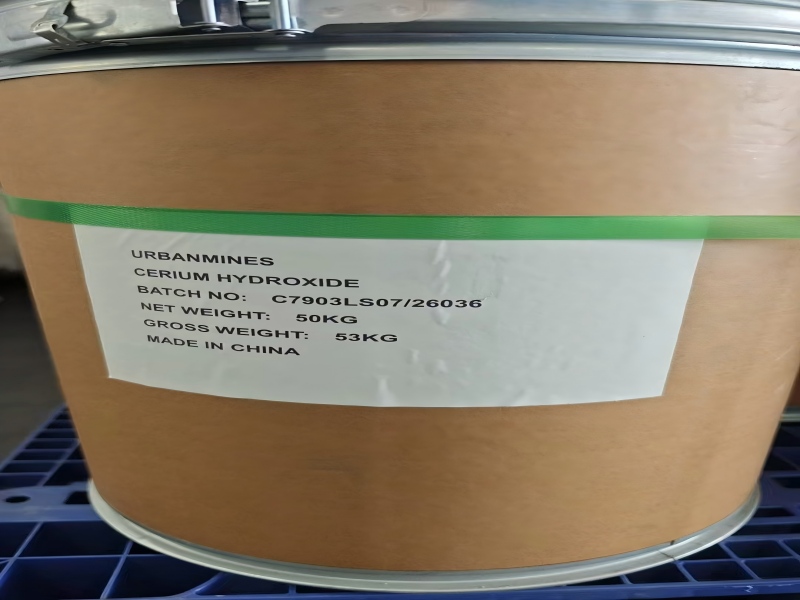 URBANMINES
CERIUM HYDROXIDE
BATCH NO: C7903LS07/26036
NET WEIGHT: 50KG
GROSS WEIGHT: 53KG
MADE IN CHINA